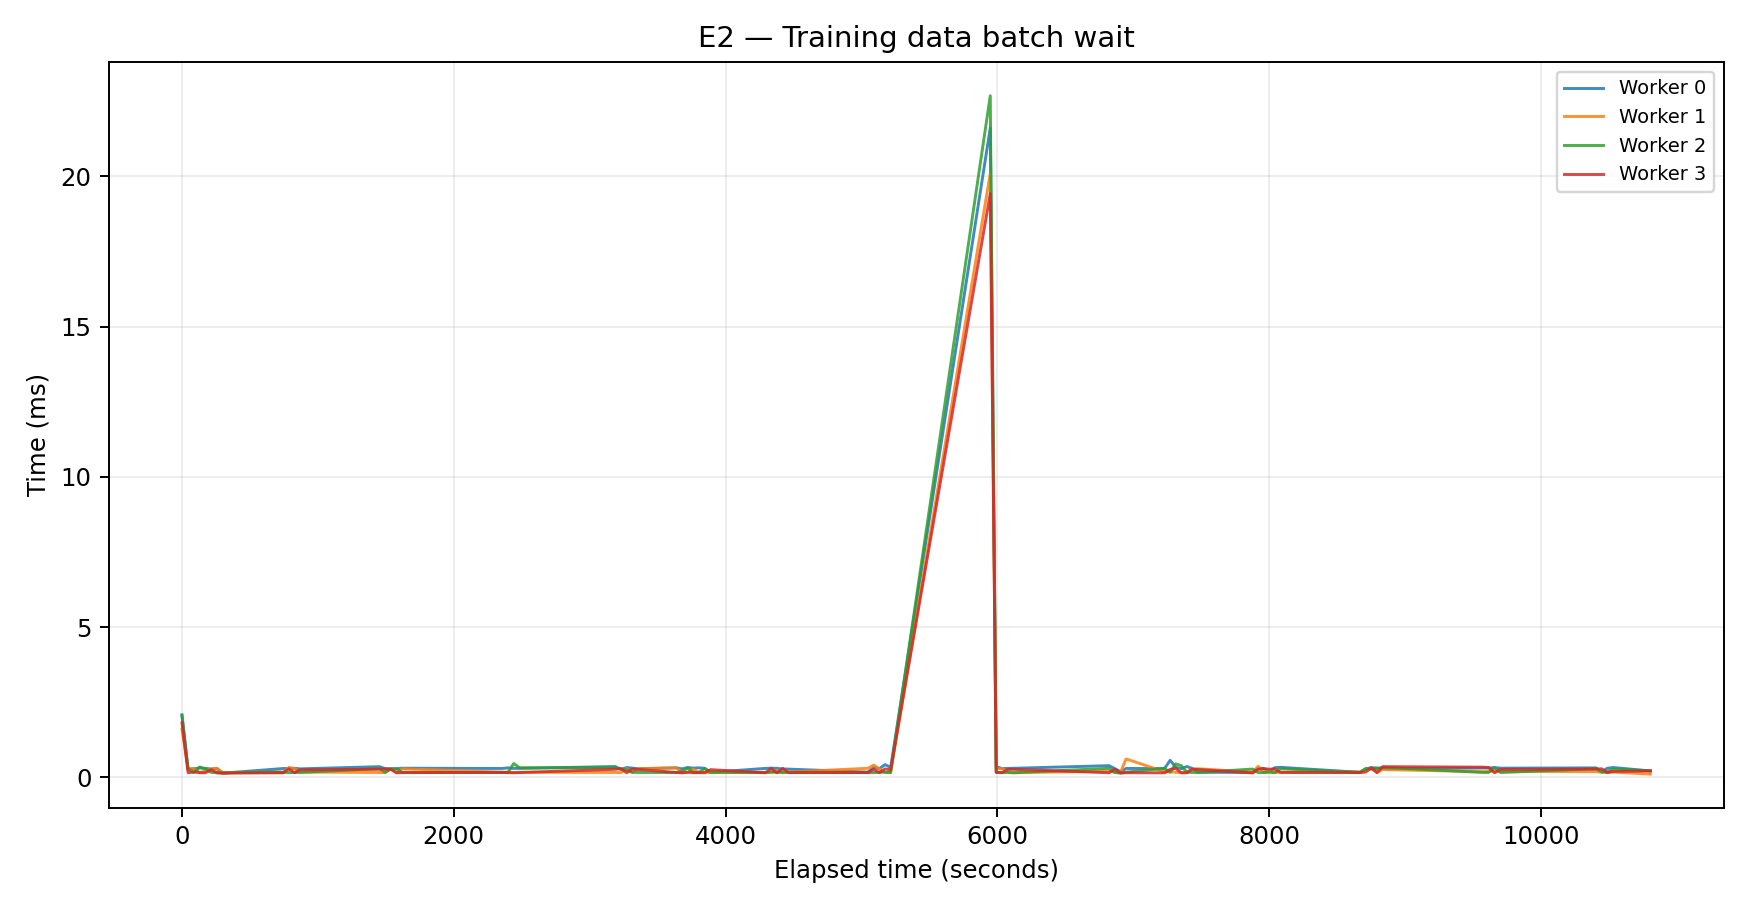 E2 — Training data batch wait
Worker 0
Worker 1
Worker 2
Worker 3
Time (ms)
20
15
10
5
0
0 2000 4000 6000 8000 10000
Elapsed time (seconds)